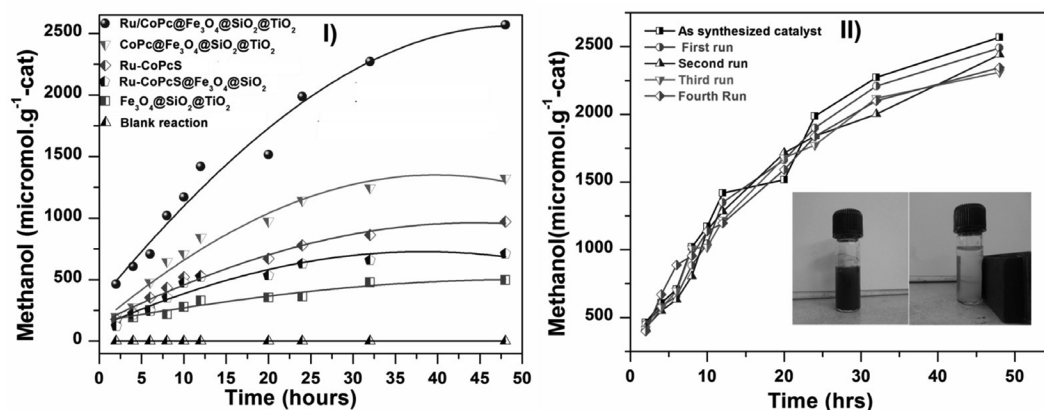 I)
Ru/CoPc@Fe₃O₄@SiO₂@TiO₂
CoPc@Fe₃O₄@SiO₂@TiO₂
Ru-CoPcS
Ru-CoPcS@Fe₃O₄@SiO₂
Fe₃O₄@SiO₂@TiO₂
Blank reaction
Methanol (micromol.g⁻¹-cat)
2500
2000
1500
1000
500
0
0 5 10 15 20 25 30 35 40 45 50
Time (hours)
II)
As synthesized catalyst
First run
Second run
Third run
Fourth Run
Methanol(micromol.g⁻¹-cat)
2500
2000
1500
1000
500
0 10 20 30 40 50
Time (hrs)